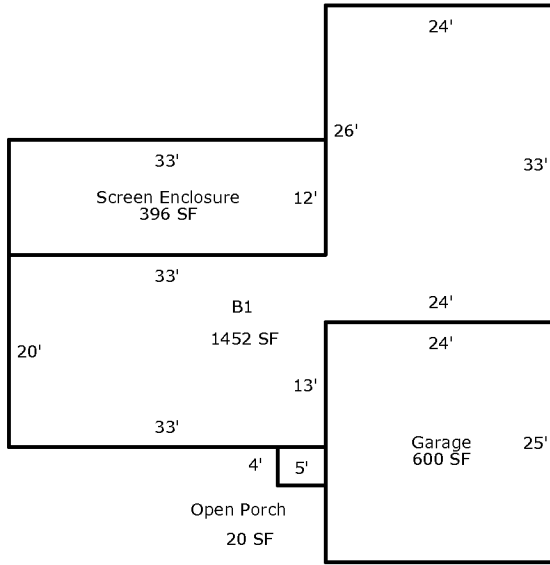 24'
26'
33'
33'
Screen Enclosure
396 SF
12'
33'
B1
1452 SF
24'
24'
20'
13'
33'
Garage
600 SF
25'
4'
5'
Open Porch
20 SF